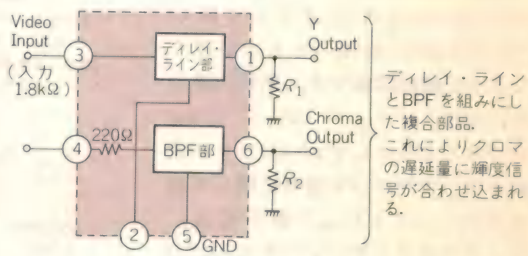 Video
Input
(入力
1.8kΩ)
3
ディレイ・
ライン部
1
Y
Output
R1
4
220Ω
BPF部
6
Chroma
Output
R2
2
5
GND
ディレイ・ライン
とBPFを組みにし
た複合部品.
これによりクロマ
の遅延量に輝度信
号が合わせ込まれ
る.